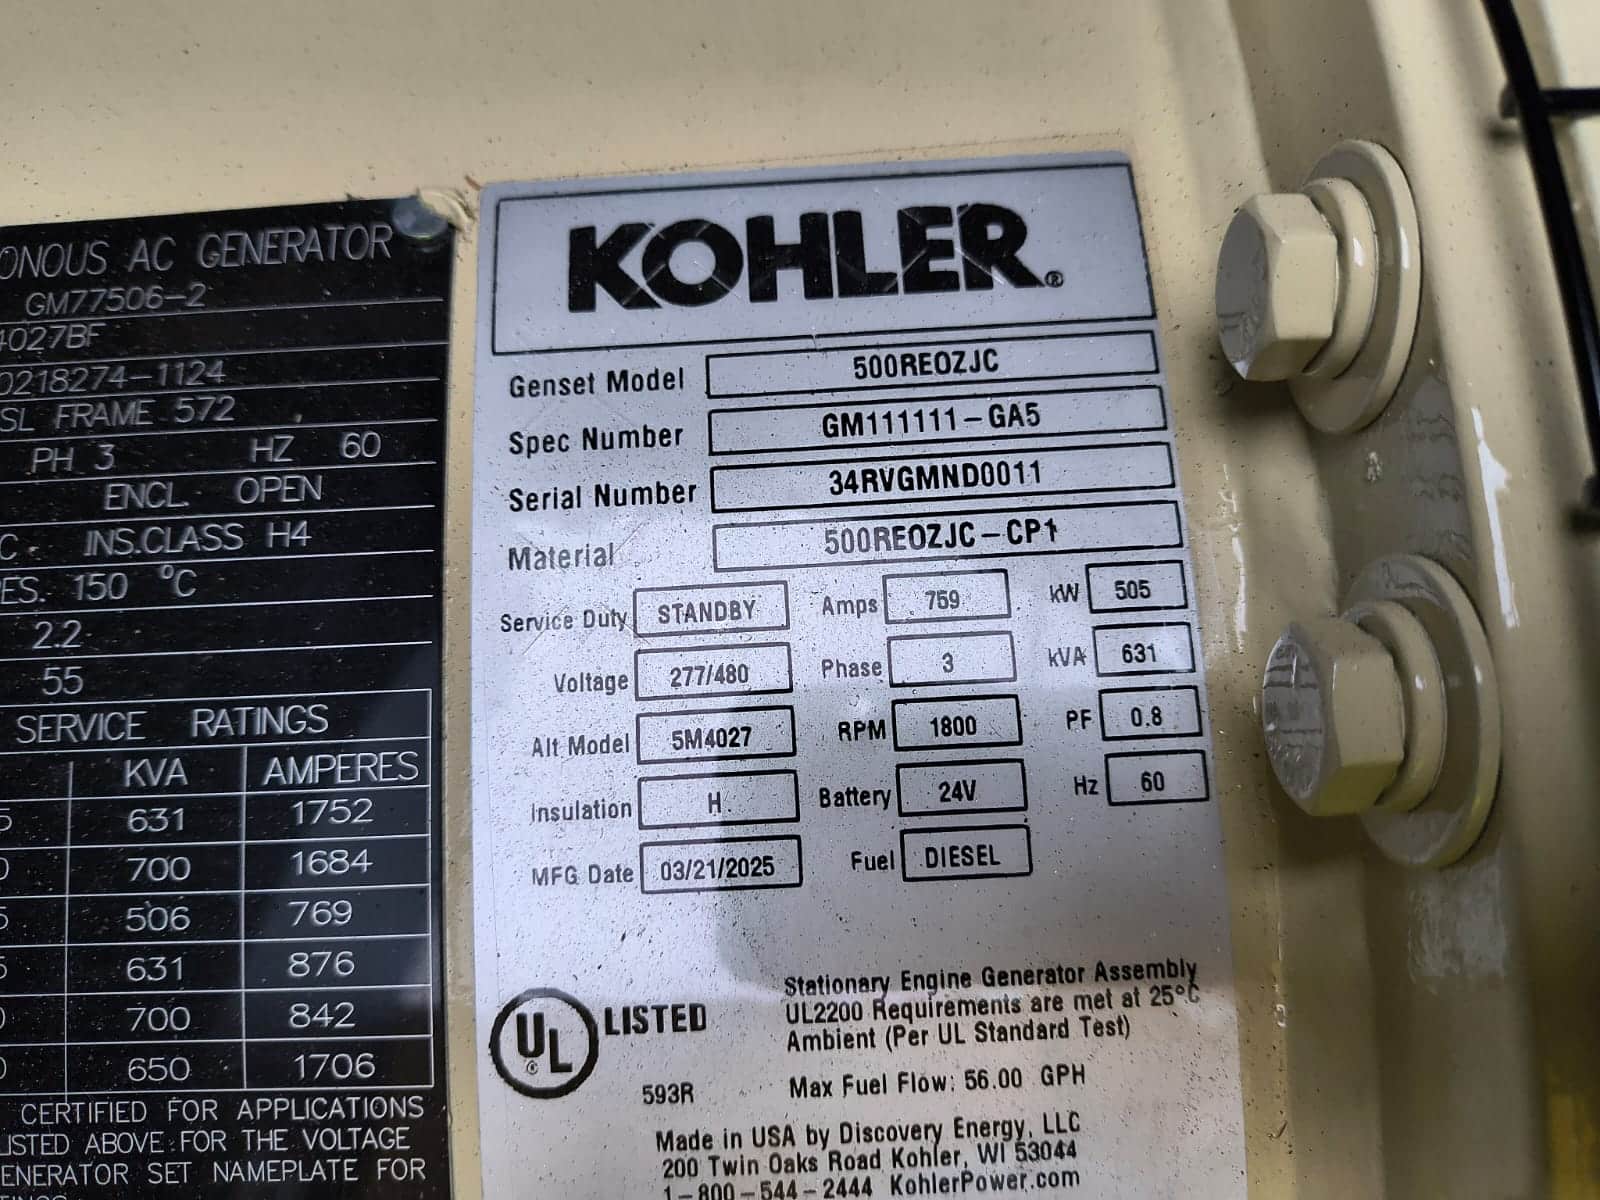 ONOUS AC GENERATOR
GM77506-2
4027BF
0218274-1124
SL FRAME 572
PH 3 HZ 60
ENCL. OPEN
C. INS.CLASS H4
ES. 150 °C
2.2
55
SERVICE RATINGS
KVA AMPERES
5 631 1752
0 700 1684
5 506 769
5 631 876
0 700 842
0 650 1706
CERTIFIED FOR APPLICATIONS
LISTED ABOVE FOR THE VOLTAGE
ENERATOR SET NAMEPLATE FOR
KOHLER®
Genset Model 500REOZJC
Spec Number GM111111-GA5
Serial Number 34RVGMND0011
Material 500REOZJC-CP1
Service Duty STANDBY Amps 759 kW 505
Voltage 277/480 Phase 3 kVA 631
Alt Model 5M4027 RPM 1800 PF 0.8
Insulation H Battery 24V Hz 60
MFG Date 03/21/2025 Fuel DIESEL
UL® LISTED
593R
Stationary Engine Generator Assembly
UL2200 Requirements are met at 25°C
Ambient (Per UL Standard Test)
Max Fuel Flow: 56.00 GPH
Made in USA by Discovery Energy, LLC
200 Twin Oaks Road Kohler, WI 53044
1-800-544-2444 KohlerPower.com